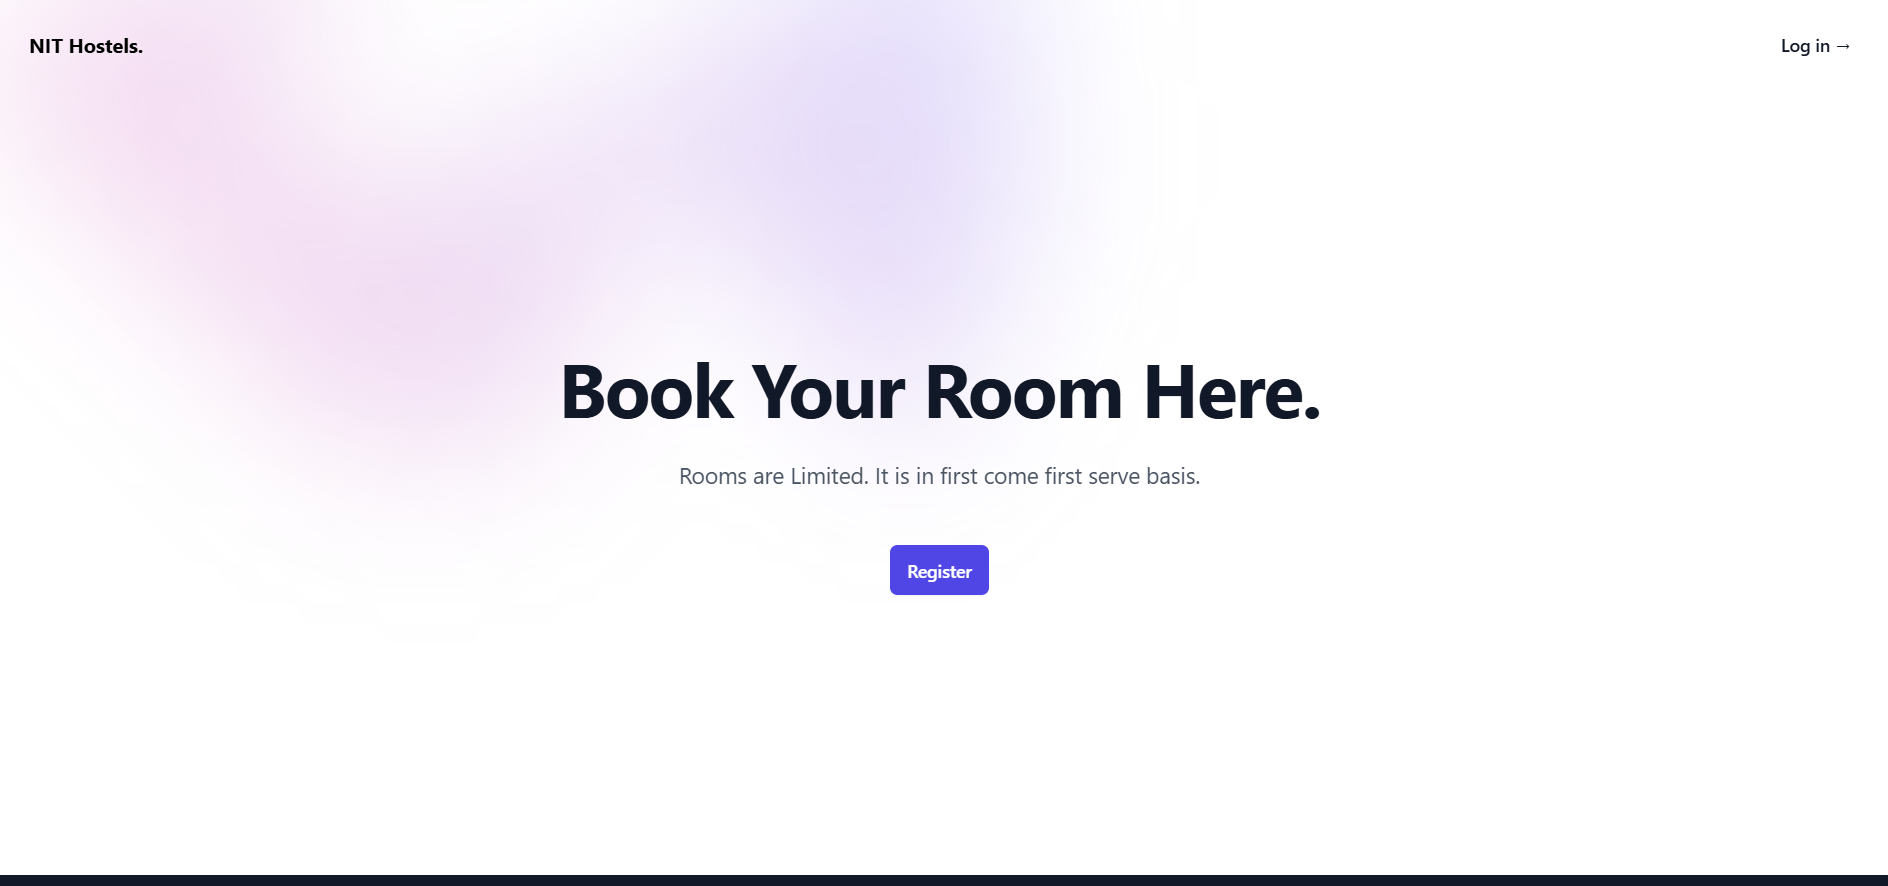 NIT Hostels.
Log in →
Book Your Room Here.
Rooms are Limited. It is in first come first serve basis.
Register